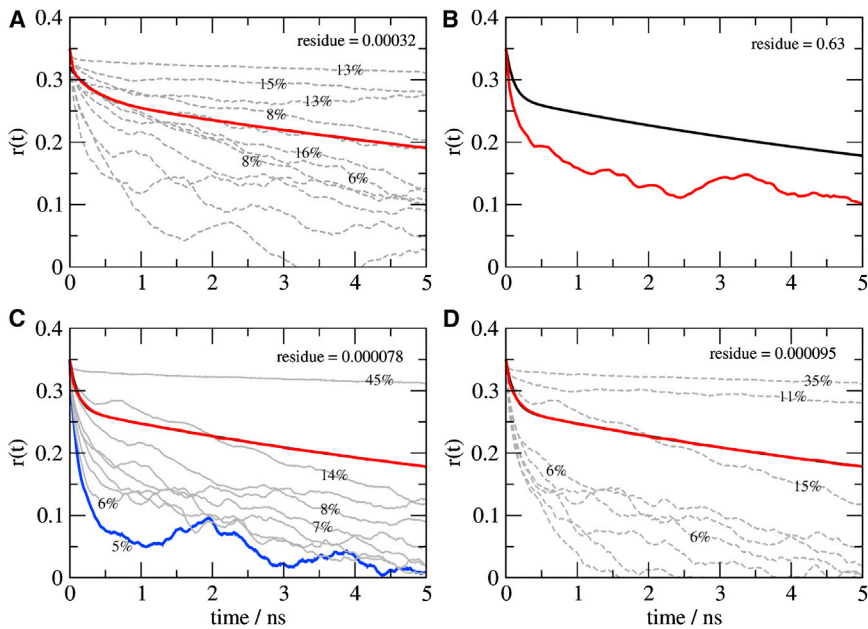 A
B
0.4
0.3
0.2
0.1
0
r(t)
residue = 0.00032
13%
15%
13%
8%
16%
8%
6%
0 1 2 3 4 5
0.4
0.3
0.2
0.1
0
r(t)
residue = 0.63
0 1 2 3 4 5
C
D
0.4
0.3
0.2
0.1
0
r(t)
residue = 0.000078
45%
14%
8%
7%
6%
5%
0 1 2 3 4 5
time / ns
0.4
0.3
0.2
0.1
0
r(t)
residue = 0.000095
35%
11%
15%
6%
6%
0 1 2 3 4 5
time / ns